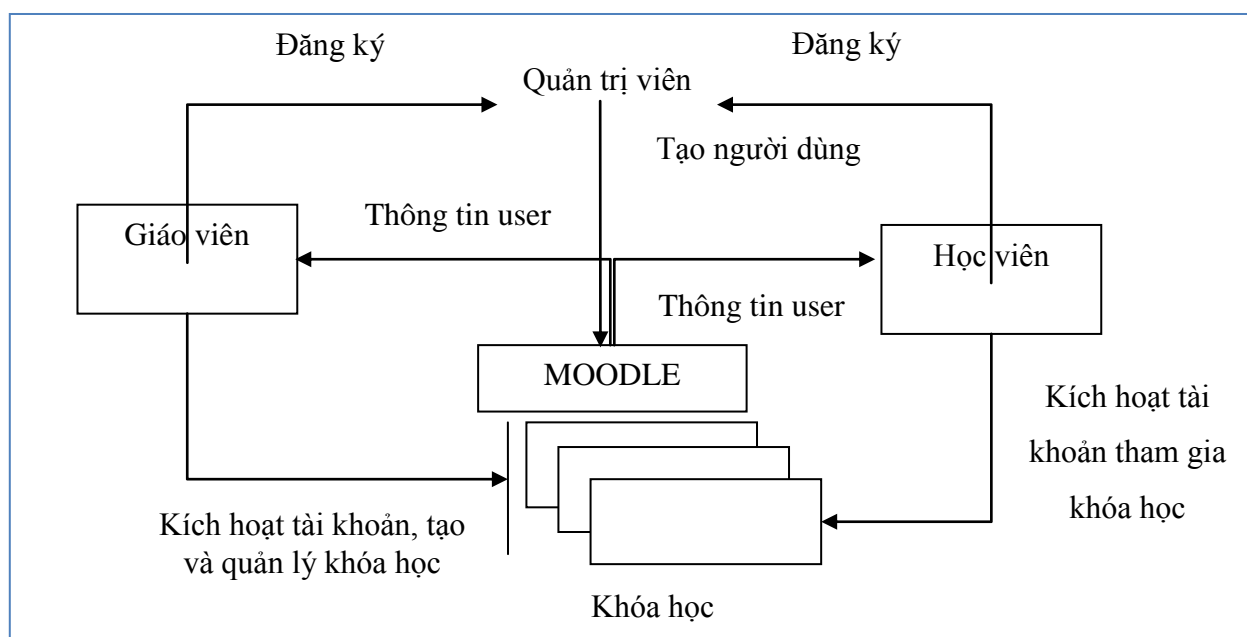 Đăng ký
Đăng ký
Quản trị viên
Tạo người dùng
Giáo viên
Thông tin user
Học viên
Thông tin user
MOODLE
Kích hoạt tài
khoản tham gia
khóa học
Kích hoạt tài khoản, tạo
và quản lý khóa học
Khóa học